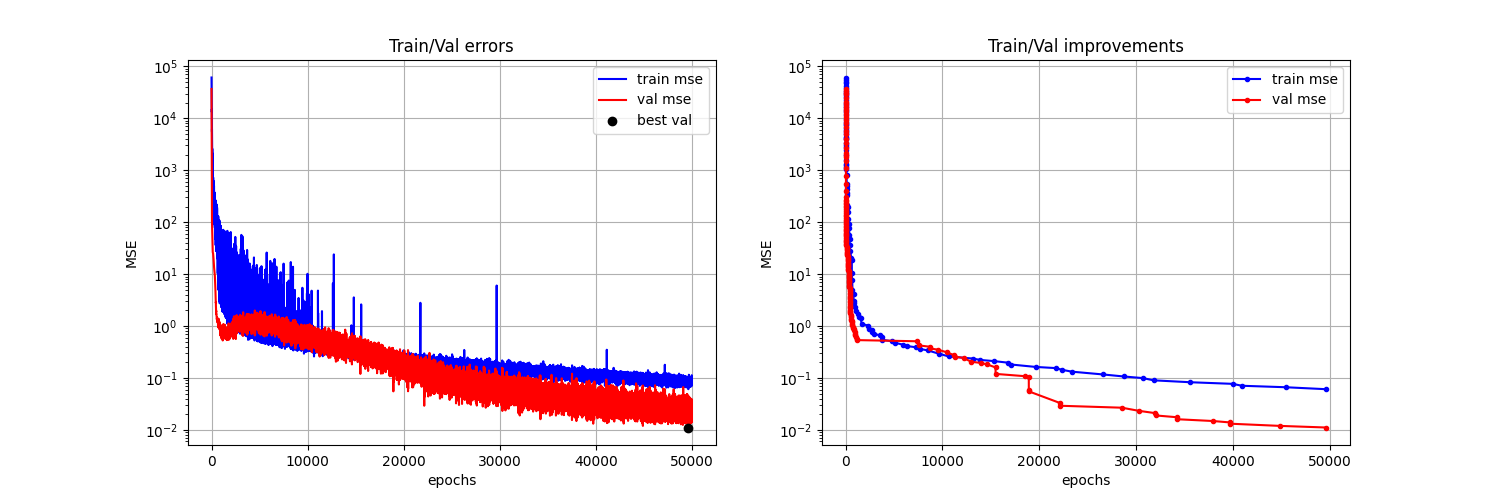 Train/Val errors
MSE
10^5
10^4
10^3
10^2
10^1
10^0
10^-1
10^-2
train mse
val mse
best val
0 10000 20000 30000 40000 50000
epochs
Train/Val improvements
MSE
10^5
10^4
10^3
10^2
10^1
10^0
10^-1
10^-2
train mse
val mse
0 10000 20000 30000 40000 50000
epochs